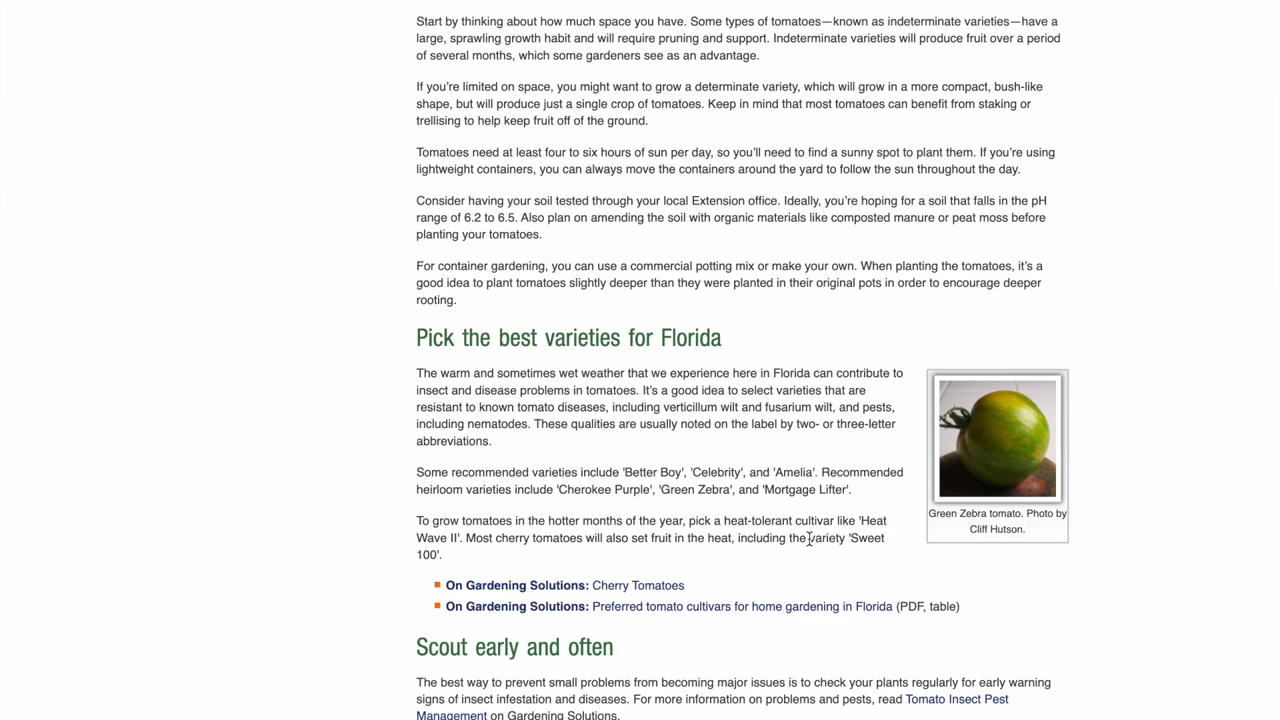 Start by thinking about how much space you have. Some types of tomatoes—known as indeterminate varieties—have a
large, sprawling growth habit and will require pruning and support. Indeterminate varieties will produce fruit over a period
of several months, which some gardeners see as an advantage.
If you're limited on space, you might want to grow a determinate variety, which will grow in a more compact, bush-like
shape, but will produce just a single crop of tomatoes. Keep in mind that most tomatoes can benefit from staking or
trellising to help keep fruit off of the ground.
Tomatoes need at least four to six hours of sun per day, so you'll need to find a sunny spot to plant them. If you're using
lightweight containers, you can always move the containers around the yard to follow the sun throughout the day.
Consider having your soil tested through your local Extension office. Ideally, you're hoping for a soil that falls in the pH
range of 6.2 to 6.5. Also plan on amending the soil with organic materials like composted manure or peat moss before
planting your tomatoes.
For container gardening, you can use a commercial potting mix or make your own. When planting the tomatoes, it's a
good idea to plant tomatoes slightly deeper than they were planted in their original pots in order to encourage deeper
rooting.
Pick the best varieties for Florida
The warm and sometimes wet weather that we experience here in Florida can contribute to
insect and disease problems in tomatoes. It's a good idea to select varieties that are
resistant to known tomato diseases, including verticillum wilt and fusarium wilt, and pests,
including nematodes. These qualities are usually noted on the label by two- or three-letter
abbreviations.
Some recommended varieties include 'Better Boy', 'Celebrity', and 'Amelia'. Recommended
heirloom varieties include 'Cherokee Purple', 'Green Zebra', and 'Mortgage Lifter'.
Green Zebra tomato. Photo by
Cliff Hutson.
To grow tomatoes in the hotter months of the year, pick a heat-tolerant cultivar like 'Heat
Wave II'. Most cherry tomatoes will also set fruit in the heat, including the variety 'Sweet
100'.
On Gardening Solutions: Cherry Tomatoes
On Gardening Solutions: Preferred tomato cultivars for home gardening in Florida (PDF, table)
Scout early and often
The best way to prevent small problems from becoming major issues is to check your plants regularly for early warning
signs of insect infestation and diseases. For more information on problems and pests, read Tomato Insect Pest
Management on Gardening Solutions.